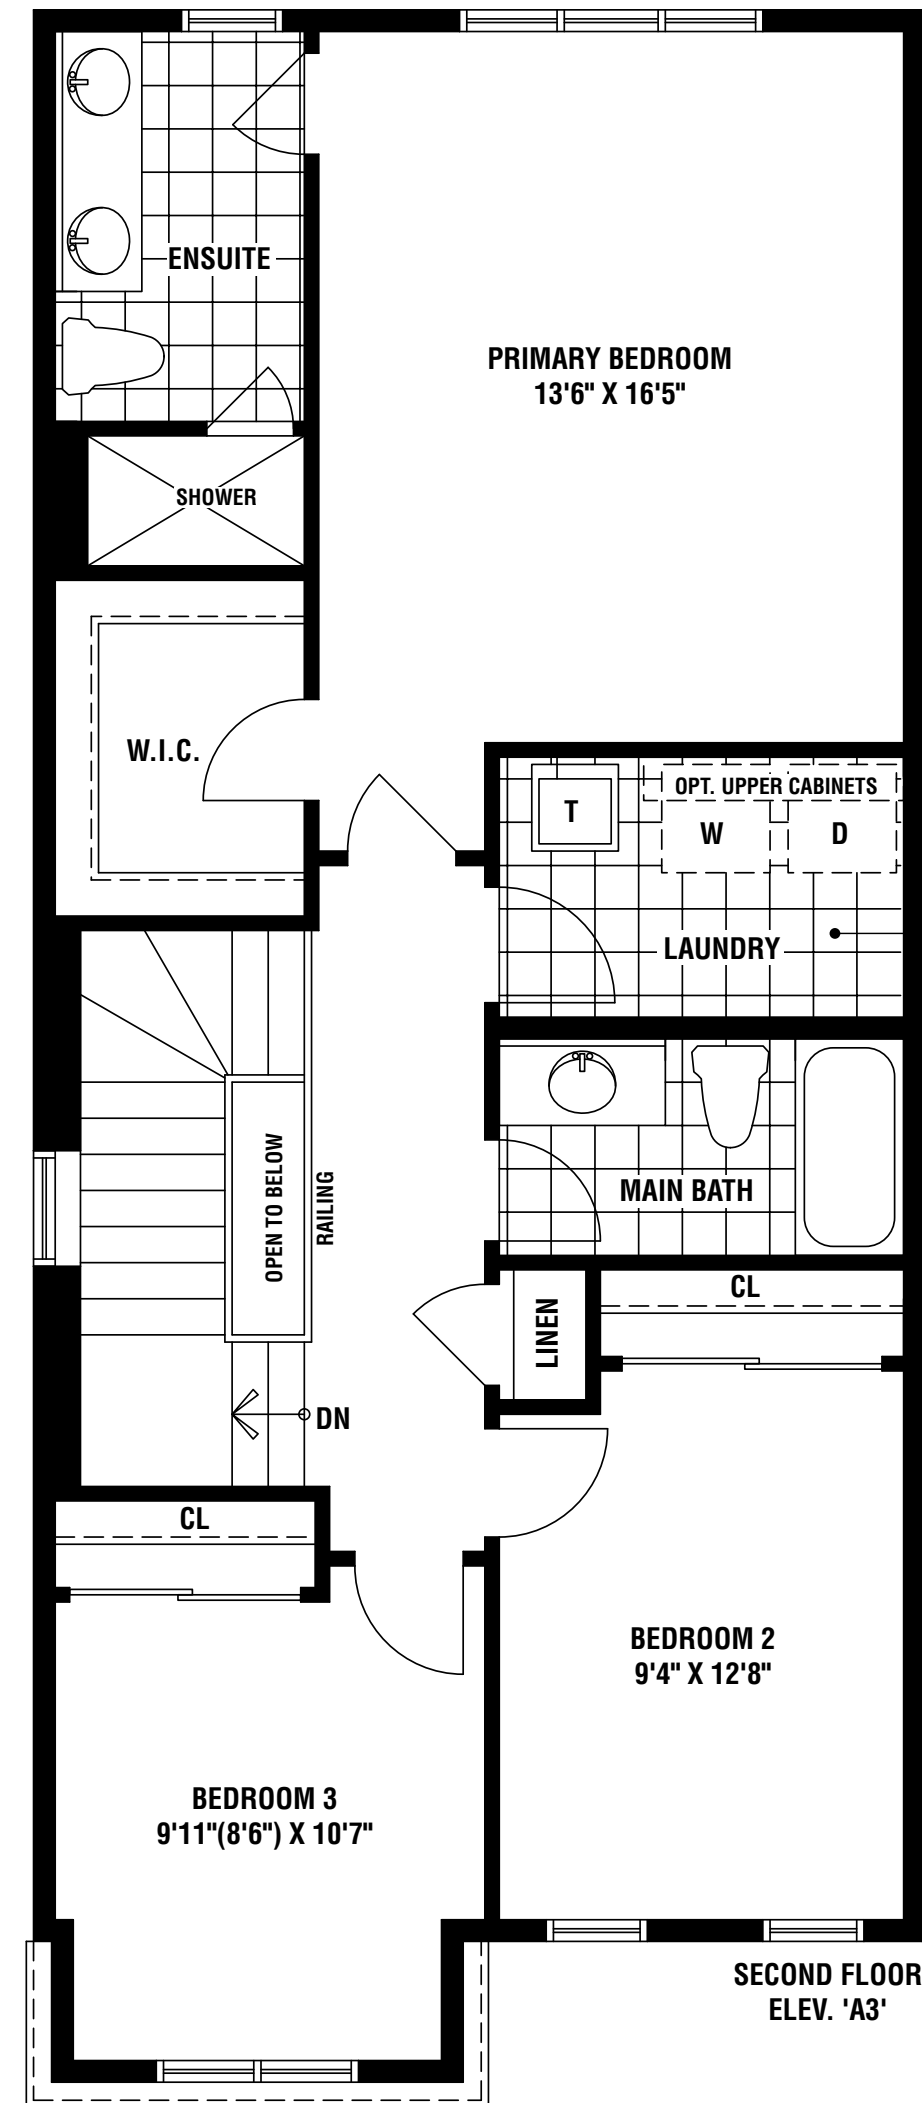 ENSUITE
PRIMARY BEDROOM
13'6" X 16'5"
SHOWER
W.I.C.
OPT. UPPER CABINETS
T
W
D
LAUNDRY
OPEN TO BELOW
RAILING
MAIN BATH
CL
LINEN
DN
CL
BEDROOM 2
9'4" X 12'8"
BEDROOM 3
9'11"(8'6") X 10'7"
SECOND FLOOR
ELEV. 'A3'